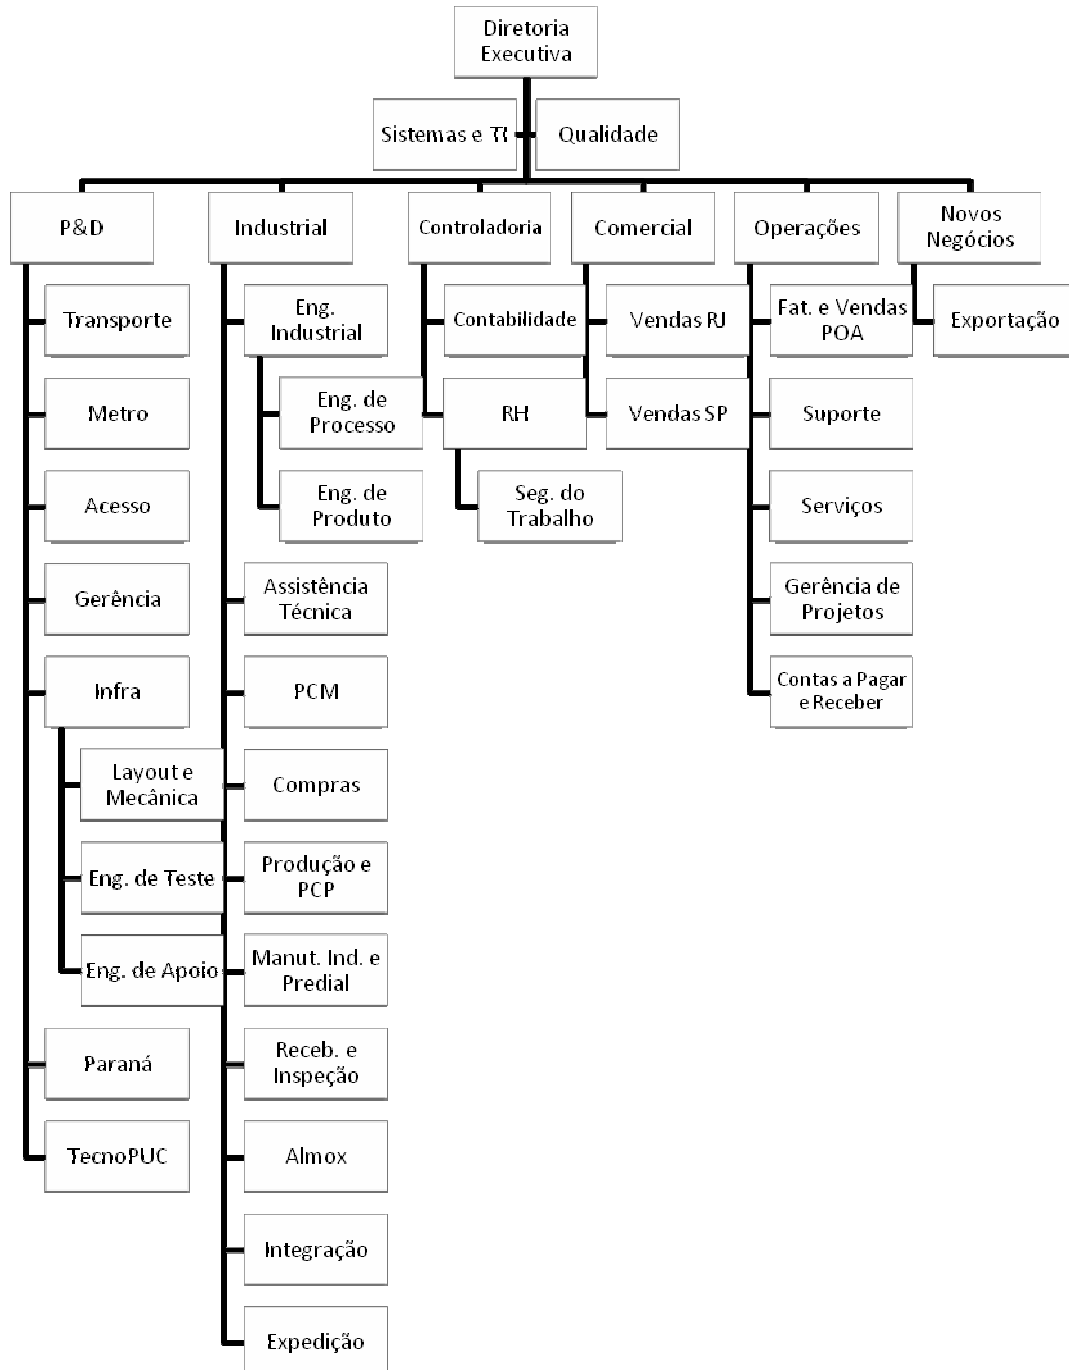 Diretoria
Executiva
Sistemas e TI
Qualidade
P&D
Industrial
Controladoria
Comercial
Operações
Novos
Negócios
Transporte
Metro
Acesso
Gerência
Infra
Layout e
Mecânica
Eng. de Teste
Eng. de Apoio
Paraná
TecnoPUC
Eng.
Industrial
Eng. de
Processo
Eng. de
Produto
Assistência
Técnica
PCM
Compras
Produção e
PCP
Manut. Ind. e
Predial
Receb. e
Inspeção
Almox
Integração
Expedição
Contabilidade
RH
Seg. do
Trabalho
Vendas RJ
Vendas SP
Fat. e Vendas
POA
Suporte
Serviços
Gerência de
Projetos
Contas a Pagar
e Receber
Exportação